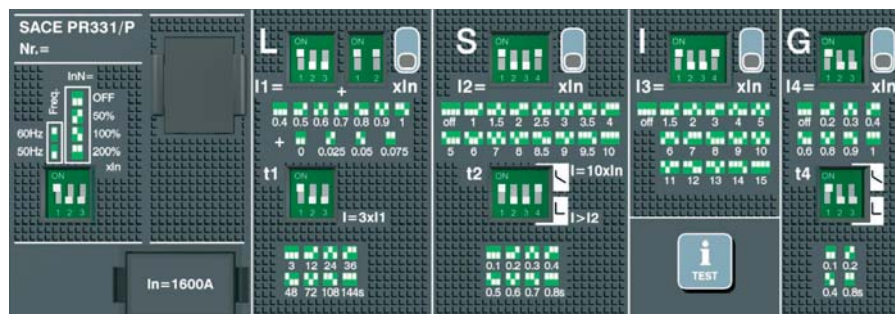 SACE PR331/P
Nr.=
InN=
Freq.
OFF
50%
60Hz
100%
50Hz
200%
xIn
ON
1 2 3
In=1600A
L
ON
1 2 3
ON
1 2
I1=
+
xIn
0.4 0.5 0.6 0.7 0.8 0.9 1
+
0 0.025 0.05 0.075
t1
ON
1 2 3
I=3xI1
3 12 24 36
48 72 108 144s
S
ON
1 2 3 4
I2=
xIn
off 1 1.5 2 2.5 3 3.5 4
5 6 7 8 8.5 9 9.5 10
t2
ON
1 2 3 4
I=10xIn
I>I2
0.1 0.2 0.3 0.4
0.5 0.6 0.7 0.8s
I
ON
1 2 3 4
I3=
xIn
off 1.5 2 3 4 5
6 7 8 9 10
11 12 13 14 15
i
TEST
G
ON
1 2 3
I4=
xIn
off 0.2 0.3 0.4
0.6 0.8 0.9 1
t4
ON
1 2 3
0.1 0.2
0.4 0.8s